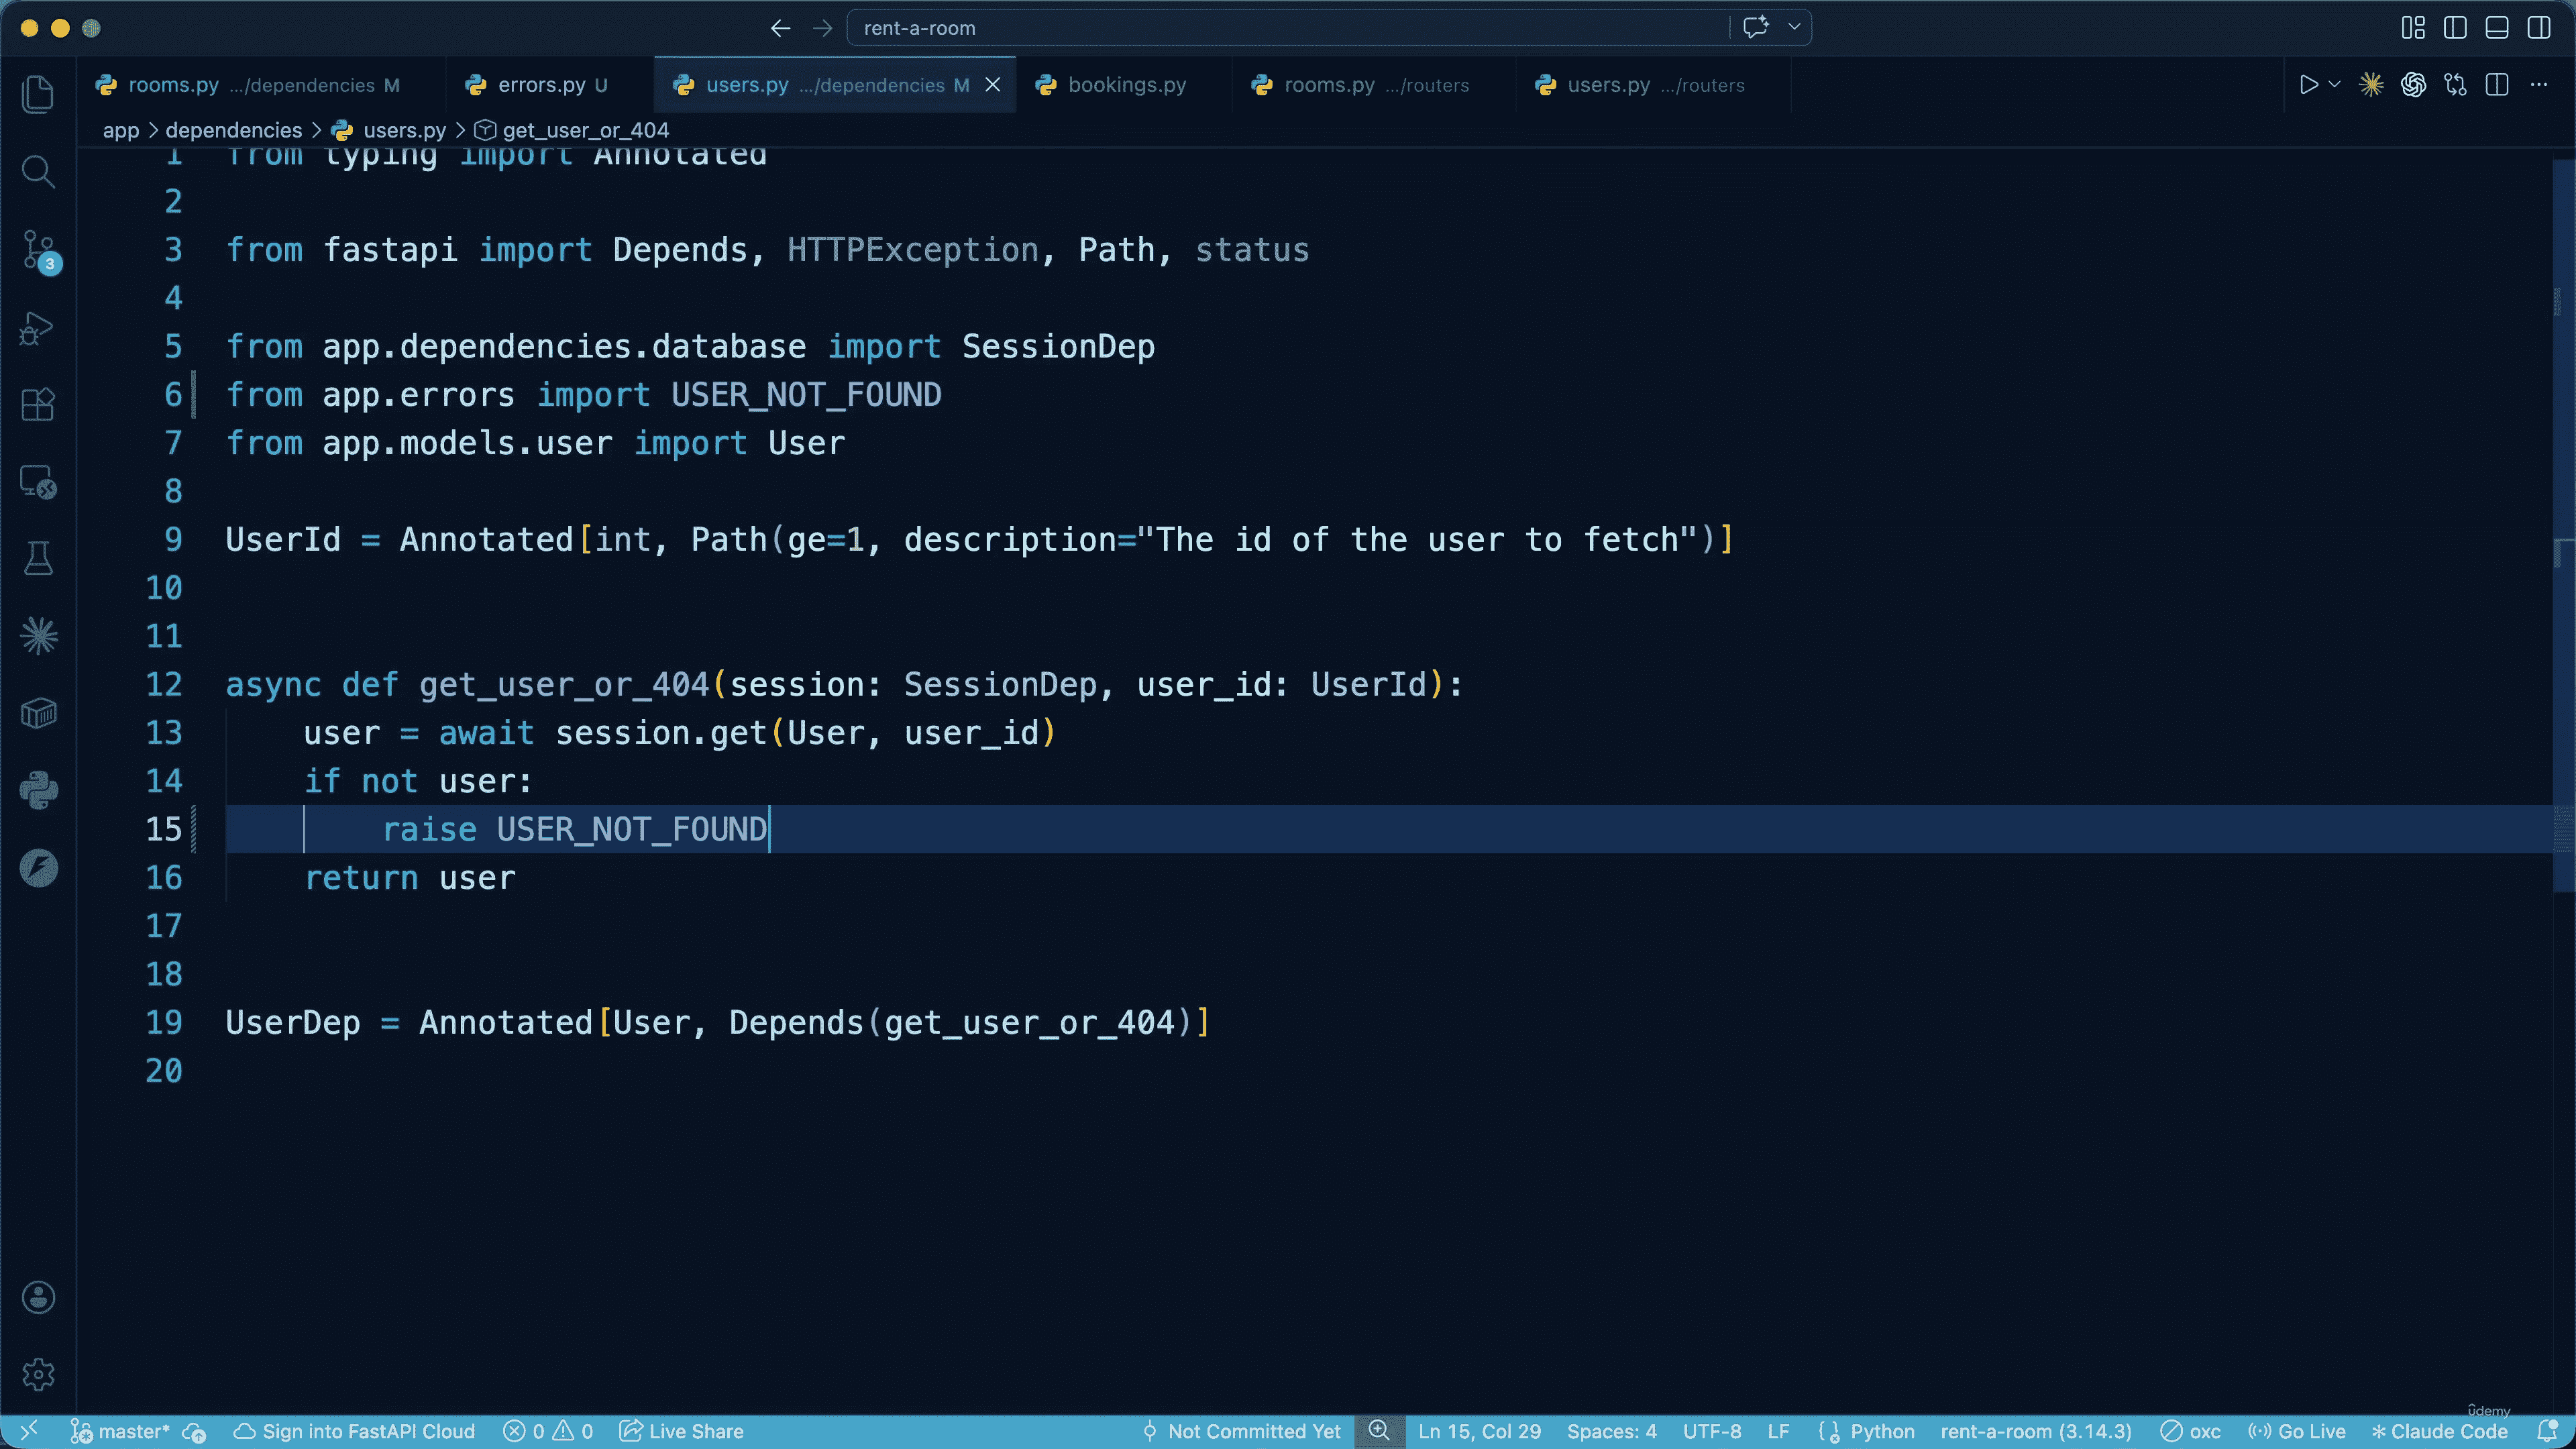 rent-a-room
rooms.py .../dependencies M
errors.py U
users.py .../dependencies M
bookings.py
rooms.py .../routers
users.py .../routers
app > dependencies > users.py > get_user_or_404
1 from typing import Annotated
2
3 from fastapi import Depends, HTTPException, Path, status
4
5 from app.dependencies.database import SessionDep
6 from app.errors import USER_NOT_FOUND
7 from app.models.user import User
8
9 UserId = Annotated[int, Path(ge=1, description="The id of the user to fetch")]
10
11
12 async def get_user_or_404(session: SessionDep, user_id: UserId):
13     user = await session.get(User, user_id)
14     if not user:
15         raise USER_NOT_FOUND
16     return user
17
18
19 UserDep = Annotated[User, Depends(get_user_or_404)]
20
3
udemy
master* Sign into FastAPI Cloud 0 0 Live Share Not Committed Yet Ln 15, Col 29 Spaces: 4 UTF-8 LF Python rent-a-room (3.14.3) oxc Go Live Claude Code